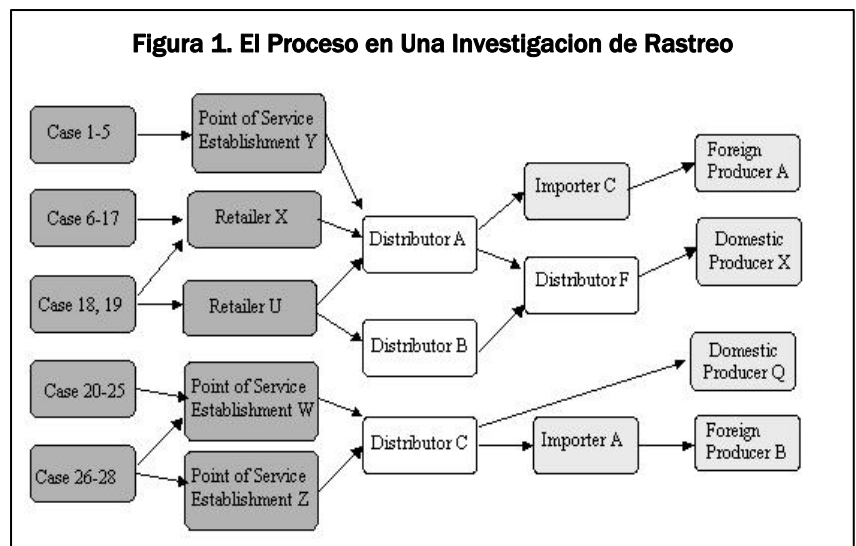 Figura 1. El Proceso en Una Investigacion de Rastreo
Case 1-5
Point of Service
Establishment Y
Case 6-17
Retailer X
Case 18, 19
Retailer U
Case 20-25
Point of Service
Establishment W
Case 26-28
Point of Service
Establishment Z
Distributor A
Distributor B
Distributor C
Importer C
Distributor F
Importer A
Foreign
Producer A
Domestic
Producer X
Domestic
Producer Q
Foreign
Producer B